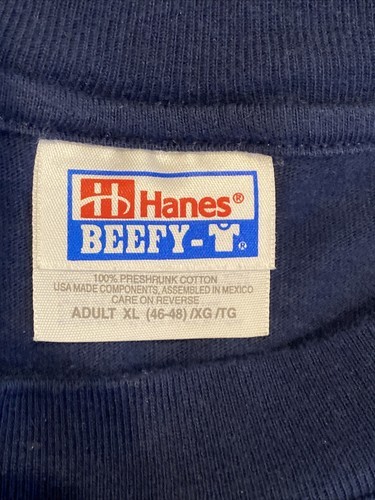 Hanes®
BEEFY-T®
100% PRESHRUNK COTTON
USA MADE COMPONENTS, ASSEMBLED IN MEXICO
CARE ON REVERSE
ADULT XL (46-48) /XG /TG